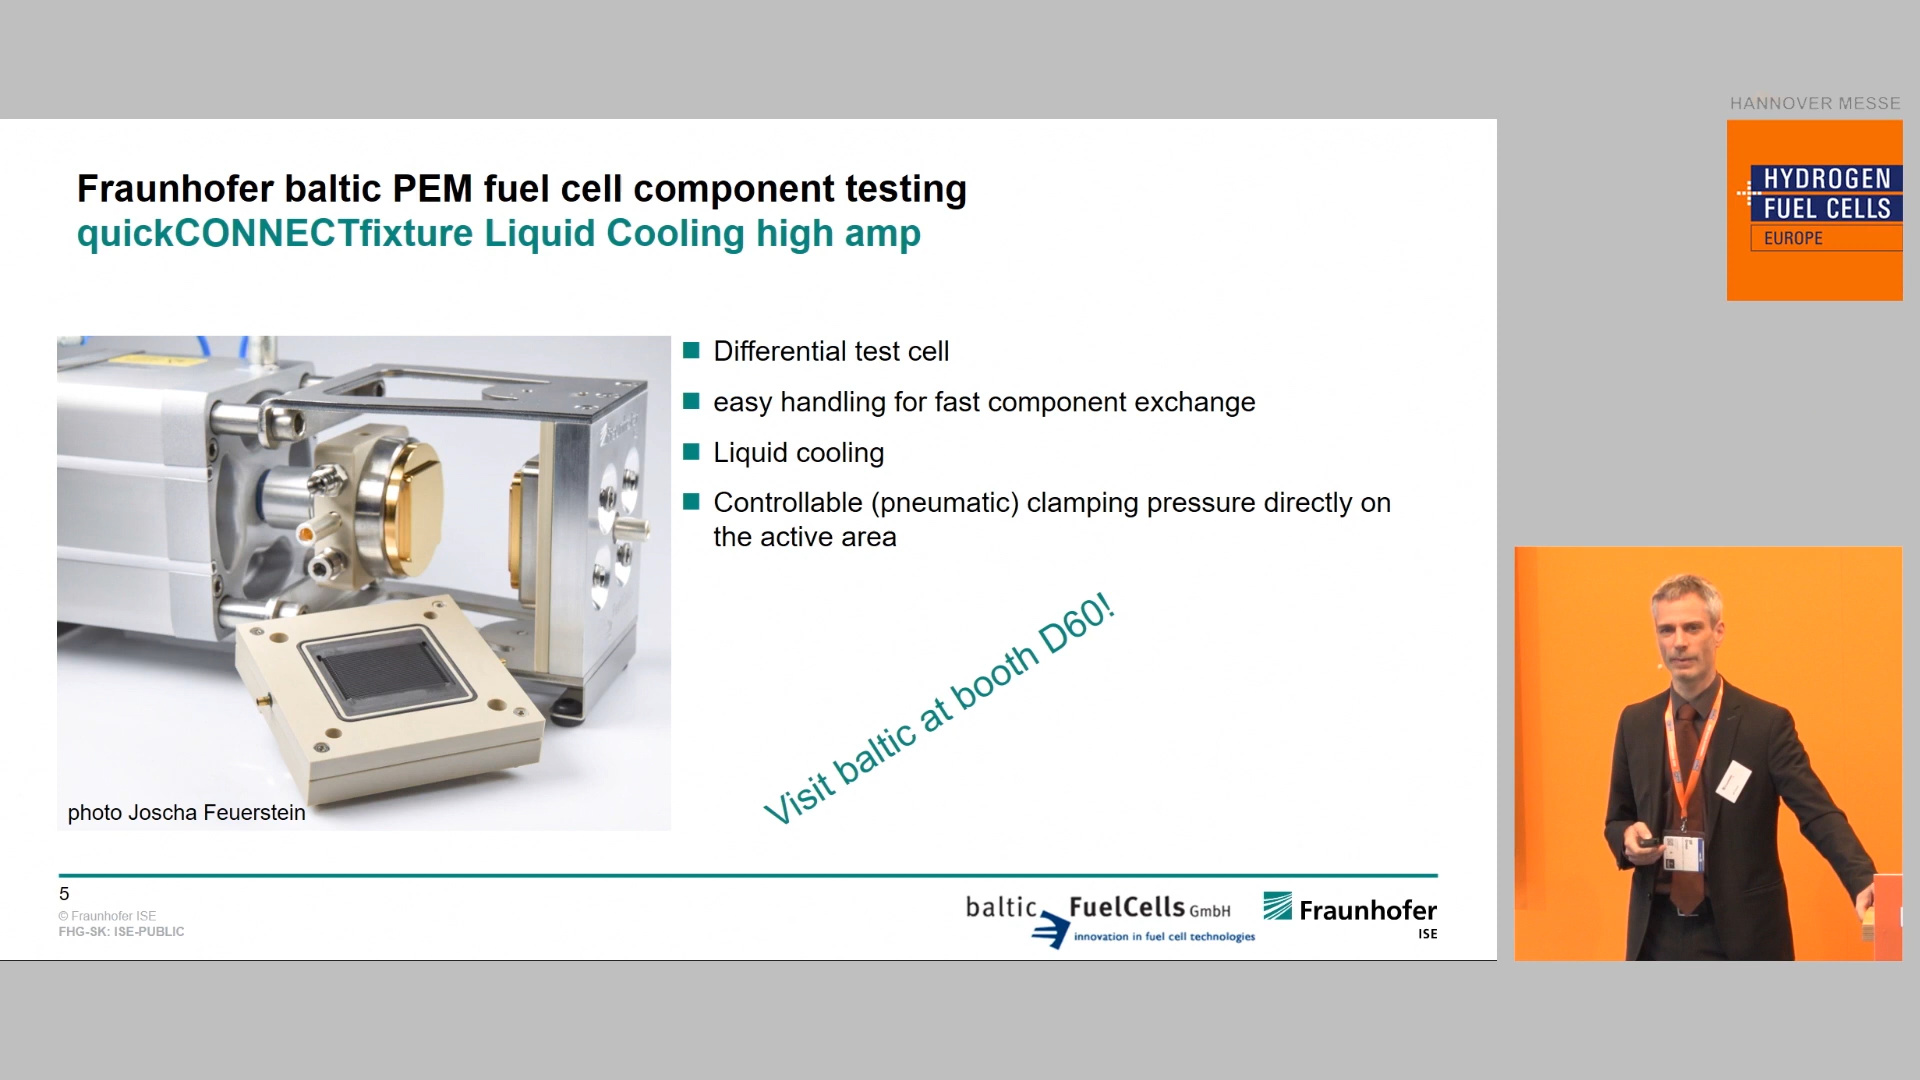 HANNOVER MESSE
HYDROGEN
FUEL CELLS
EUROPE
Fraunhofer baltic PEM fuel cell component testing
quickCONNECTfixture Liquid Cooling high amp
Differential test cell
easy handling for fast component exchange
Liquid cooling
Controllable (pneumatic) clamping pressure directly on
the active area
Visit baltic at booth D60!
photo Joscha Feuerstein
5
© Fraunhofer ISE
FHG-SK: ISE-PUBLIC
baltic FuelCells GmbH
innovation in fuel cell technologies
Fraunhofer
ISE